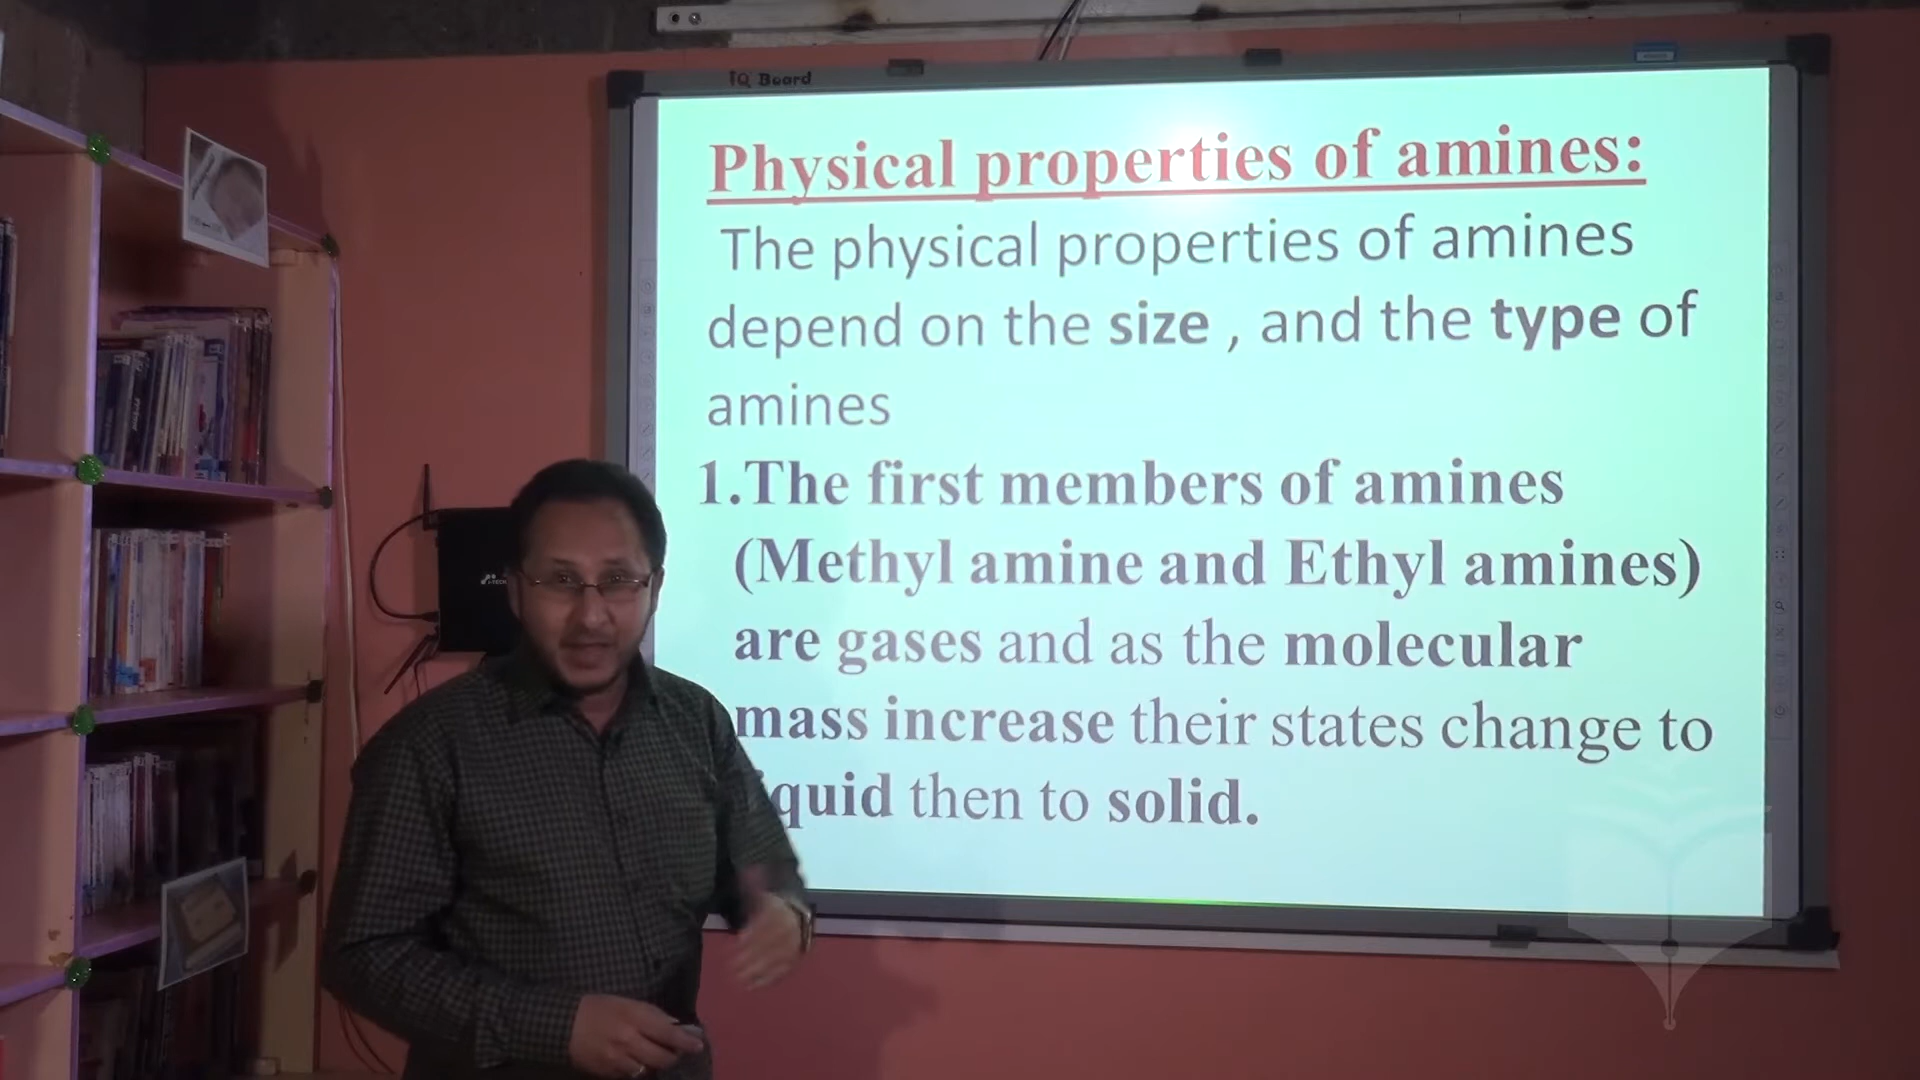 IQ Board
Physical properties of amines:
The physical properties of amines
depend on the size , and the type of
amines
1.The first members of amines
(Methyl amine and Ethyl amines)
are gases and as the molecular
mass increase their states change to
quid then to solid.